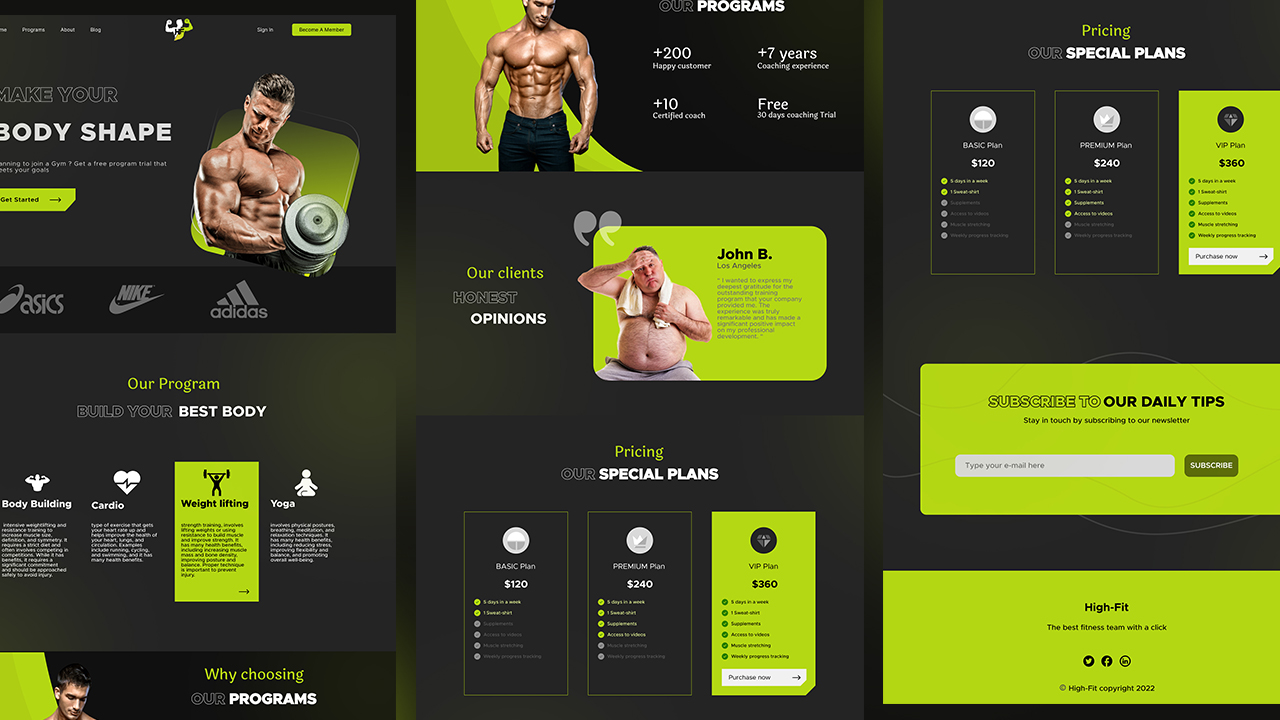 Programs
About
Blog
HF
Sign In
Become A Member
MAKE YOUR
BODY SHAPE
anning to join a Gym ? Get a free program trial that
eets your goals
Get Started
NIKE
adidas
Our Program
BUILD YOUR BEST BODY
Body Building
intensive weightlifting and
resistance training to
increase muscle size,
definition, and symmetry. It
requires a strict diet and
often involves competing in
competitions. While it has
benefits, it requires a
significant commitment
and should be approached
safely to avoid injury.
Cardio
type of exercise that gets
your heart rate up and
helps improve the health of
your heart, lungs, and
circulation. Examples
include running, cycling,
and swimming, and it has
many health benefits.
Weight lifting
strength training, involves
lifting weights or using
resistance to build muscle
and improve strength. It
has many health benefits,
including increasing muscle
mass and bone density,
improving posture and
balance. Proper technique
is important to prevent
injury.
Yoga
involves physical postures,
breathing, meditation, and
relaxation techniques. It
has many health benefits,
including reducing stress,
improving flexibility and
balance, and promoting
overall well-being.
Why choosing
OUR PROGRAMS
OUR PROGRAMS
+200
Happy customer
+7 years
Coaching experience
+10
Certified coach
Free
30 days coaching Trial
Our clients
HONEST
OPINIONS
John B.
Los Angeles
" I wanted to express my
deepest gratitude for the
outstanding training
program that your company
provided me. The
experience was truly
remarkable and has made a
significant positive impact
on my professional
development. "
Pricing
OUR SPECIAL PLANS
BASIC Plan
$120
5 days in a week
1 Sweat-shirt
Supplements
Access to videos
Muscle stretching
Weekly progress tracking
PREMIUM Plan
$240
5 days in a week
1 Sweat-shirt
Supplements
Access to videos
Muscle stretching
Weekly progress tracking
VIP Plan
$360
5 days in a week
1 Sweat-shirt
Supplements
Access to videos
Muscle stretching
Weekly progress tracking
Purchase now
Pricing
OUR SPECIAL PLANS
BASIC Plan
$120
5 days in a week
1 Sweat-shirt
Supplements
Access to videos
Muscle stretching
Weekly progress tracking
PREMIUM Plan
$240
5 days in a week
1 Sweat-shirt
Supplements
Access to videos
Muscle stretching
Weekly progress tracking
VIP Plan
$360
5 days in a week
1 Sweat-shirt
Supplements
Access to videos
Muscle stretching
Weekly progress tracking
Purchase now
SUBSCRIBE TO OUR DAILY TIPS
Stay in touch by subscribing to our newsletter
Type your e-mail here
SUBSCRIBE
High-Fit
The best fitness team with a click
© High-Fit copyright 2022